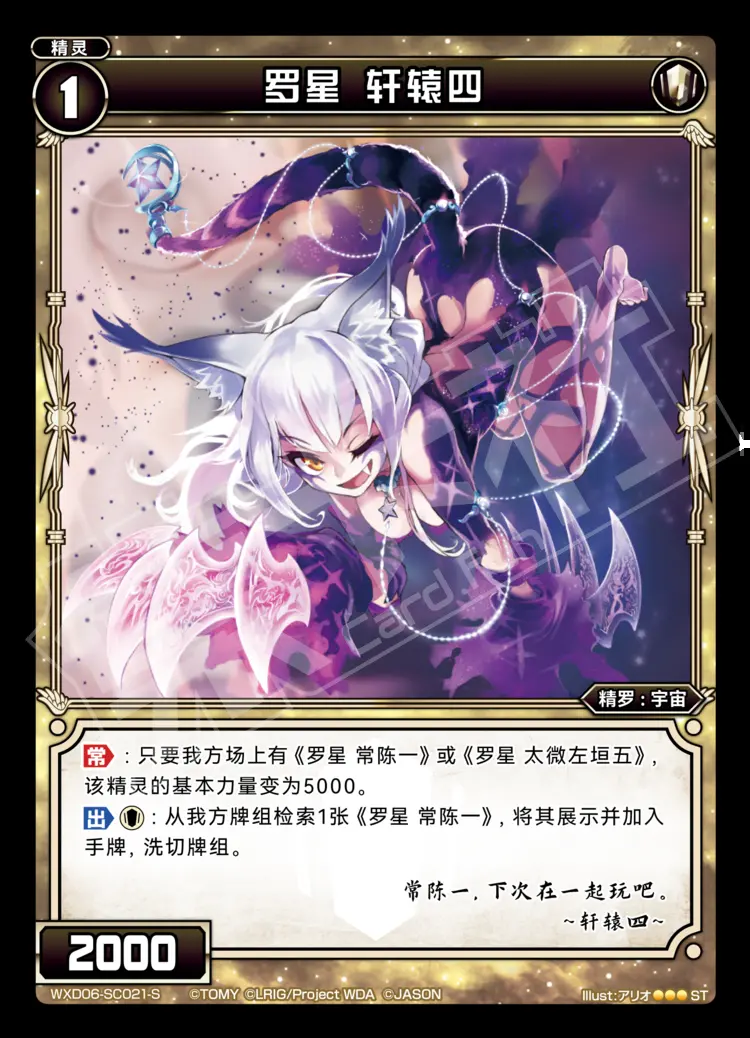 精灵
1
罗星 轩辕四
Card Fun
精罗：宇宙
常：只要我方场上有《罗星 常陈一》或《罗星 太微左垣五》，
该精灵的基本力量变为5000。
出：从我方牌组检索1张《罗星 常陈一》，将其展示并加入
手牌，洗切牌组。
常陈一，下次在一起玩吧。
~轩辕四~
2000
WXD06-SC021-S ©TOMY ©LRIG/Project WDA ©JASON
Illust:アリオ ST